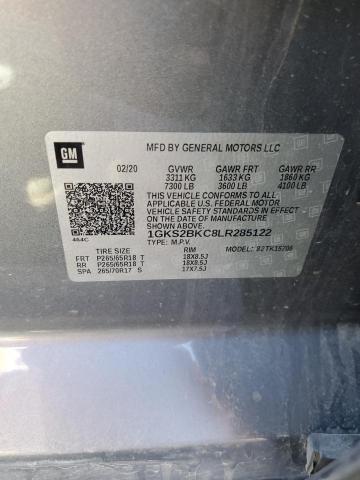 GM
MFD BY GENERAL MOTORS LLC
02/20 GVWR GAWR FRT GAWR RR
3311 KG 1633 KG 1860 KG
7300 LB 3600 LB 4100 LB
THIS VEHICLE CONFORMS TO ALL
APPLICABLE U.S. FEDERAL MOTOR
VEHICLE SAFETY STANDARDS IN
EFFECT ON THE DATE OF
MANUFACTURE SHOWN ABOVE.
1GKS2BKC8LR285122
TYPE: M.P.V. MODEL:
484C
TIRE SIZE RIM
FRT P265/65R18 T 18X8.5J
RR P265/65R18 T 18X8.5J
SPA 265/70R17 S 17X7.5J